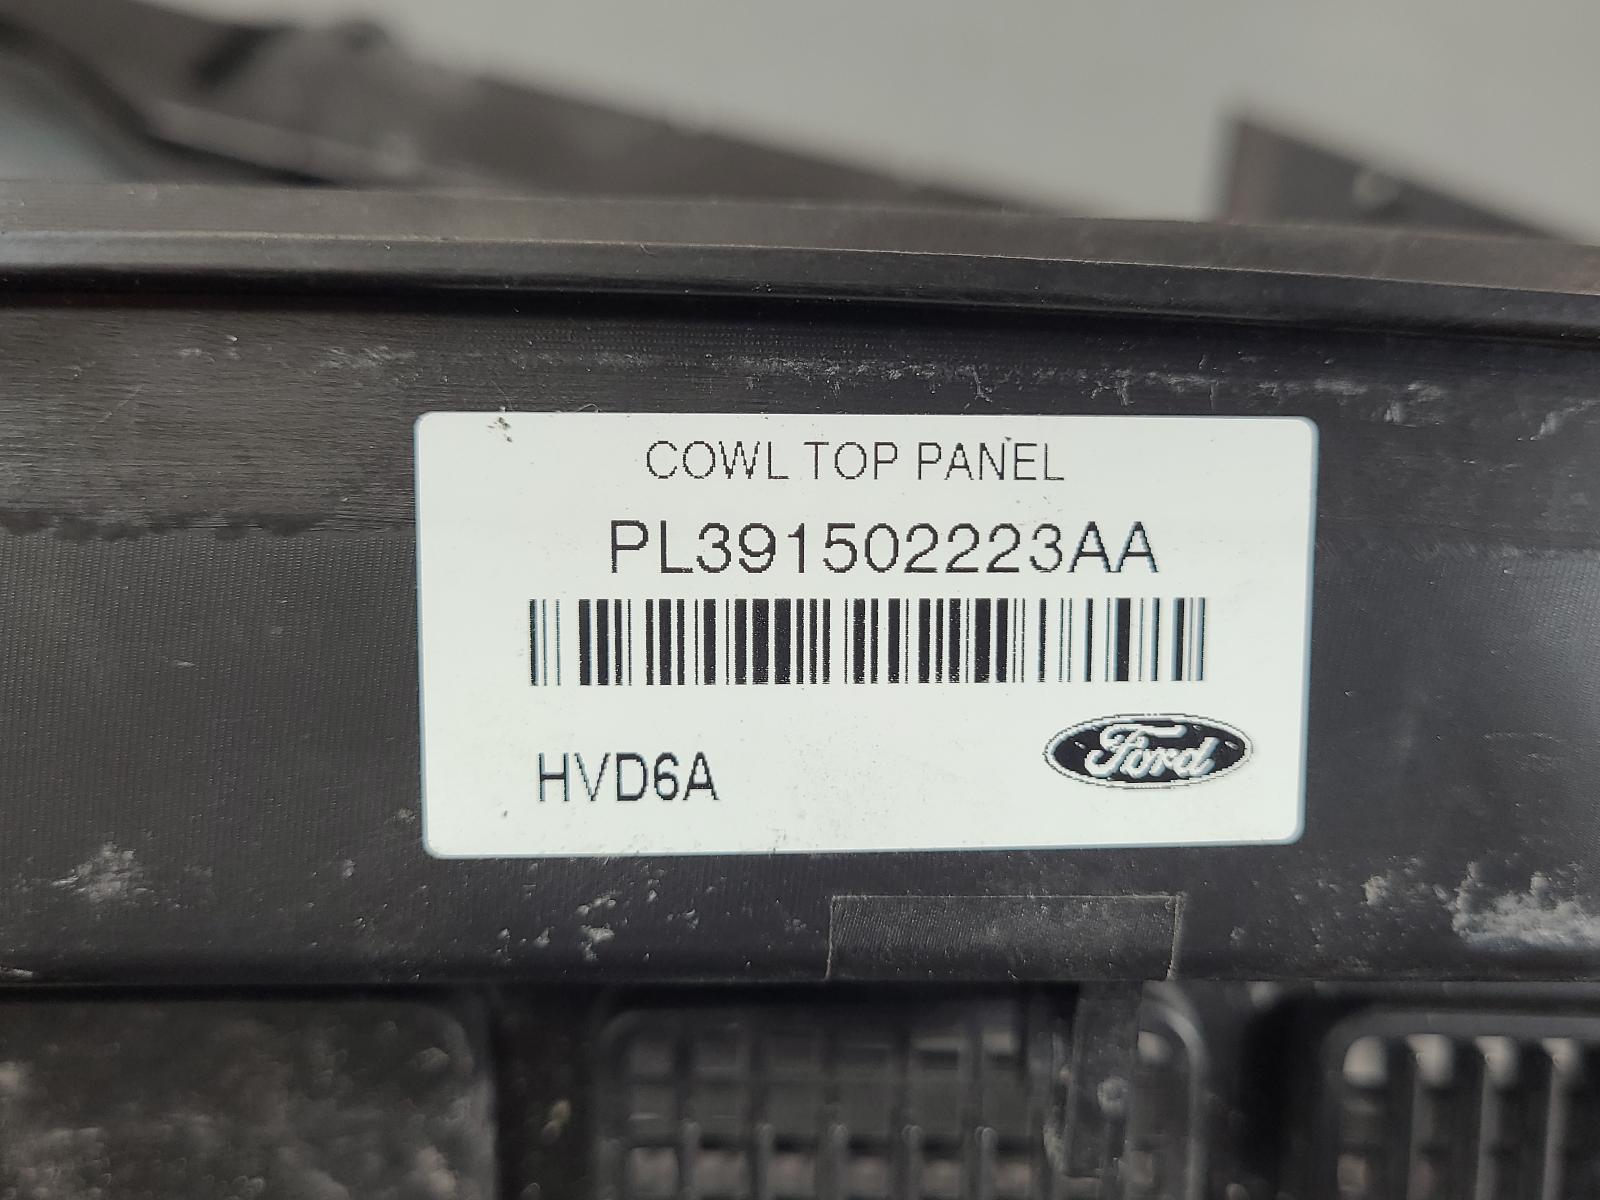 COWL TOP PANEL
PL391502223AA
HVD6A
Ford